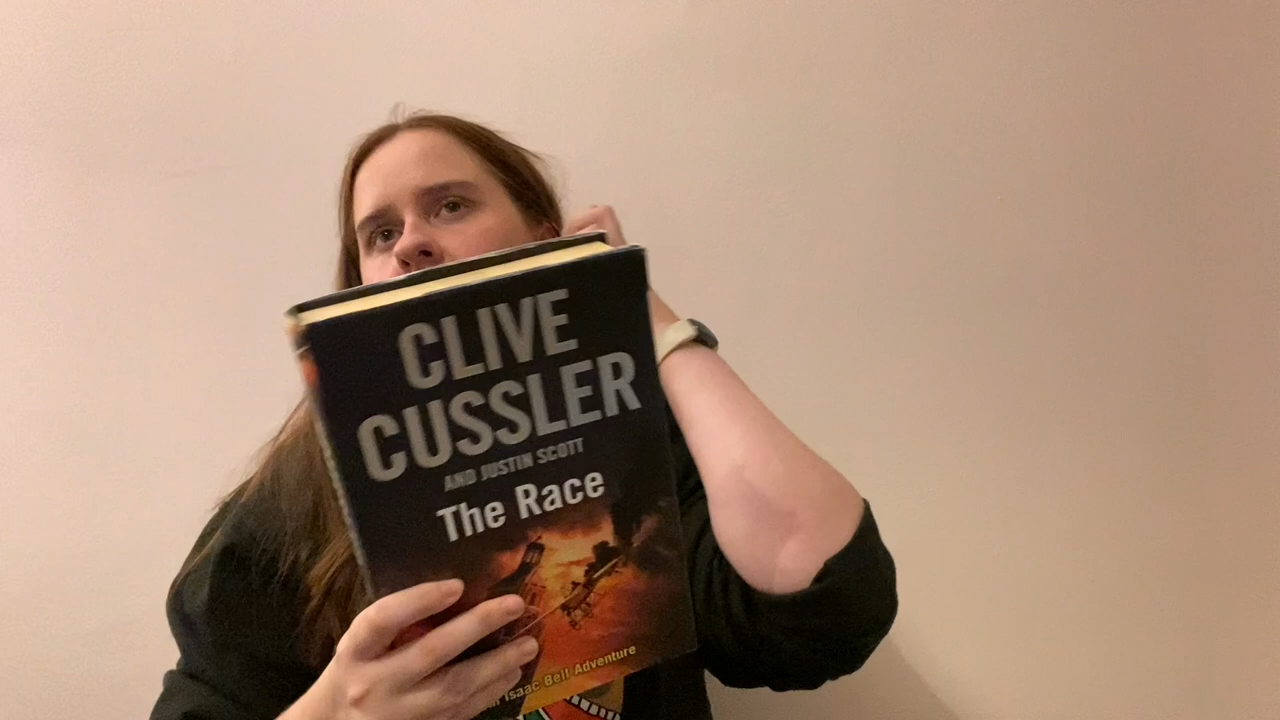 CLIVE
CUSSLER
AND JUSTIN SCOTT
The Race
Isaac Bell Adventure